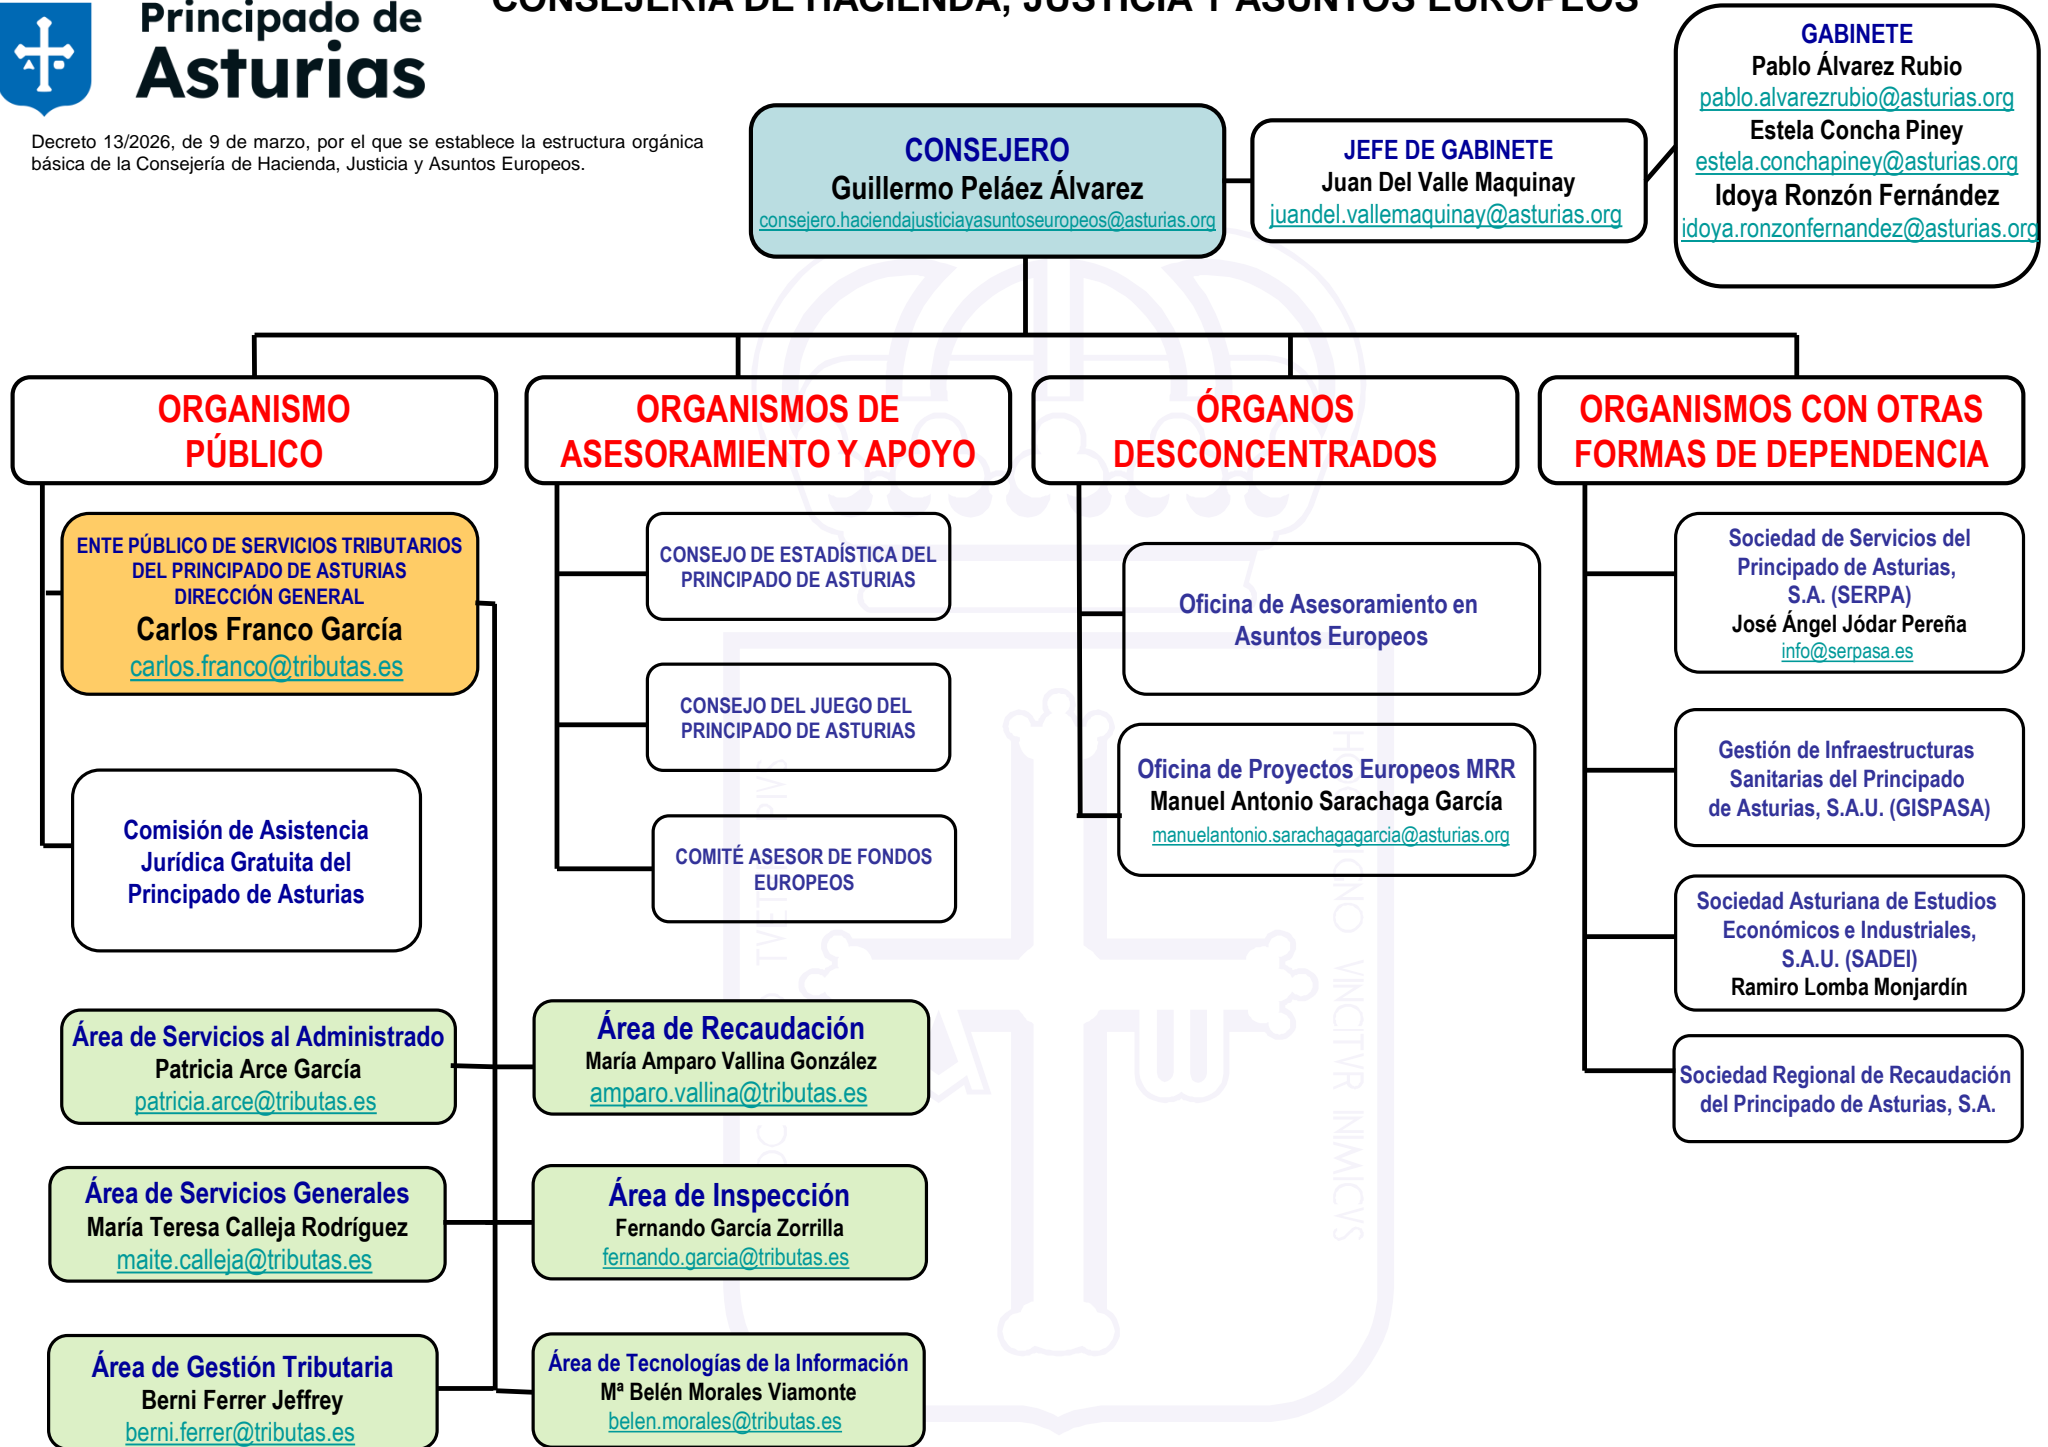 CONSEJERÍA DE HACIENDA, JUSTICIA Y ASUNTOS EUROPEOS
Principado de
Asturias
Decreto 13/2026, de 9 de marzo, por el que se establece la estructura orgánica
básica de la Consejería de Hacienda, Justicia y Asuntos Europeos.
CONSEJERO
Guillermo Peláez Álvarez
consejero.haciendajusticiayasuntoseuropeos@asturias.org
JEFE DE GABINETE
Juan Del Valle Maquinay
juandel.vallemaquinay@asturias.org
GABINETE
Pablo Álvarez Rubio
pablo.alvarezrubio@asturias.org
Estela Concha Piney
estela.conchapiney@asturias.org
Idoya Ronzón Fernández
idoya.ronzonfernandez@asturias.org
ORGANISMO
PÚBLICO
ENTE PÚBLICO DE SERVICIOS TRIBUTARIOS
DEL PRINCIPADO DE ASTURIAS
DIRECCIÓN GENERAL
Carlos Franco García
carlos.franco@tributas.es
Comisión de Asistencia
Jurídica Gratuita del
Principado de Asturias
ORGANISMOS DE
ASESORAMIENTO Y APOYO
CONSEJO DE ESTADÍSTICA DEL
PRINCIPADO DE ASTURIAS
CONSEJO DEL JUEGO DEL
PRINCIPADO DE ASTURIAS
COMITÉ ASESOR DE FONDOS
EUROPEOS
ÓRGANOS
DESCONCENTRADOS
Oficina de Asesoramiento en
Asuntos Europeos
Oficina de Proyectos Europeos MRR
Manuel Antonio Sarachaga García
manuelantonio.sarachagagarcia@asturias.org
ORGANISMOS CON OTRAS
FORMAS DE DEPENDENCIA
Sociedad de Servicios del
Principado de Asturias,
S.A. (SERPA)
José Ángel Jódar Pereña
info@serpasa.es
Gestión de Infraestructuras
Sanitarias del Principado
de Asturias, S.A.U. (GISPASA)
Sociedad Asturiana de Estudios
Económicos e Industriales,
S.A.U. (SADEI)
Ramiro Lomba Monjardín
Sociedad Regional de Recaudación
del Principado de Asturias, S.A.
Área de Servicios al Administrado
Patricia Arce García
patricia.arce@tributas.es
Área de Recaudación
María Amparo Vallina González
amparo.vallina@tributas.es
Área de Servicios Generales
María Teresa Calleja Rodríguez
maite.calleja@tributas.es
Área de Inspección
Fernando García Zorrilla
fernando.garcia@tributas.es
Área de Gestión Tributaria
Berni Ferrer Jeffrey
berni.ferrer@tributas.es
Área de Tecnologías de la Información
Mª Belén Morales Viamonte
belen.morales@tributas.es
VINCITVR INIMICVS